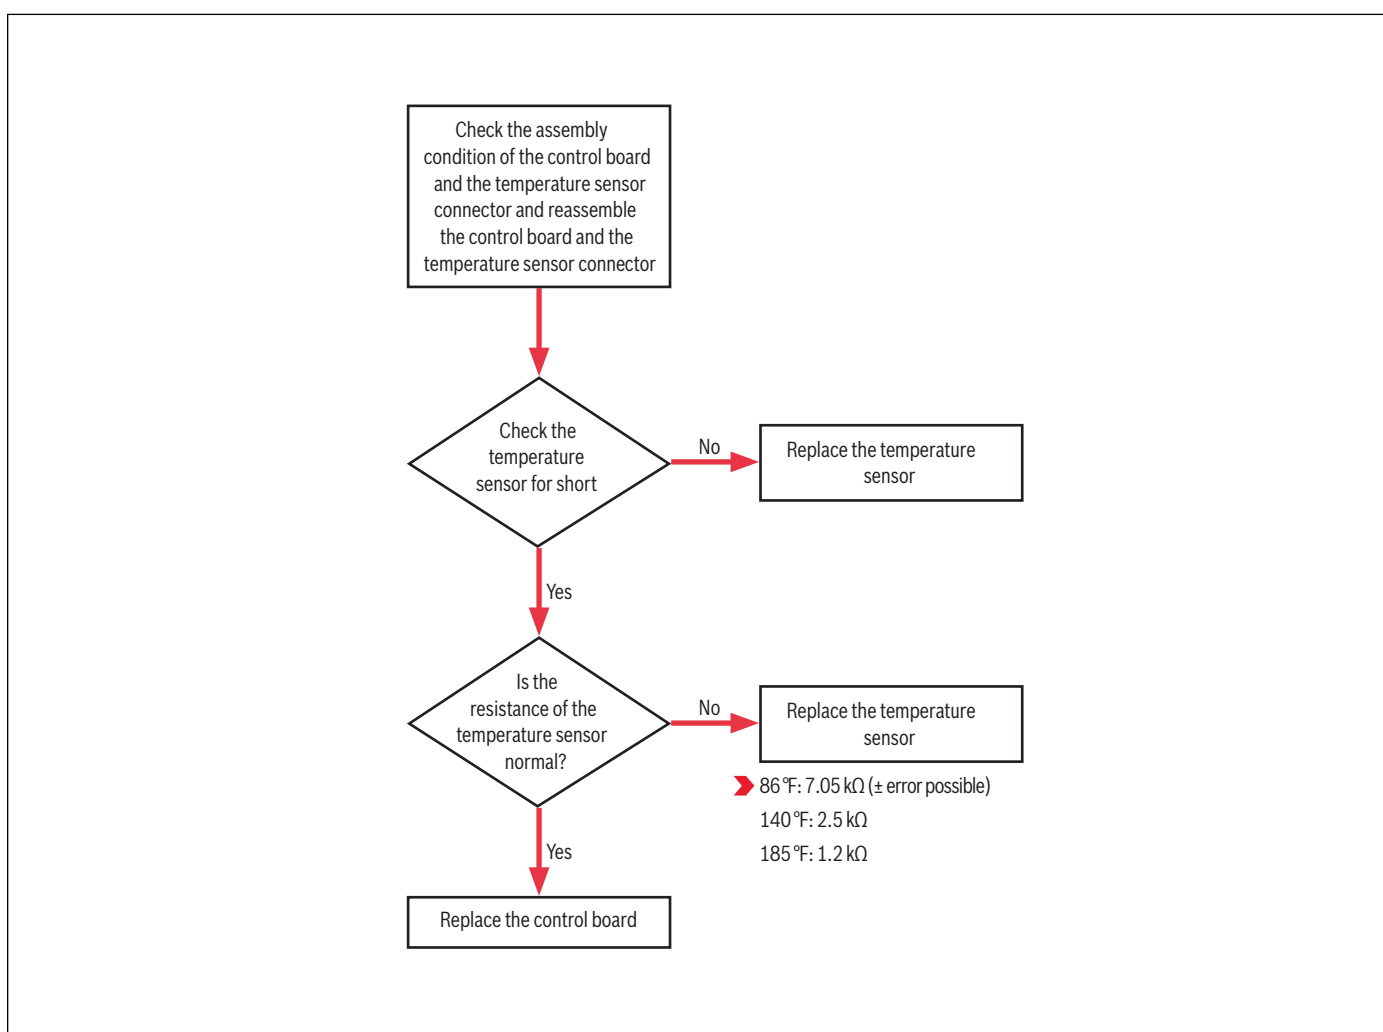 Check the assembly
condition of the control board
and the temperature sensor
connector and reassemble
the control board and the
temperature sensor connector
Check the
temperature
sensor for short
No
Replace the temperature
sensor
Yes
Is the
resistance of the
temperature sensor
normal?
No
Replace the temperature
sensor
86 °F: 7.05 kΩ (± error possible)
140 °F: 2.5 kΩ
185 °F: 1.2 kΩ
Yes
Replace the control board